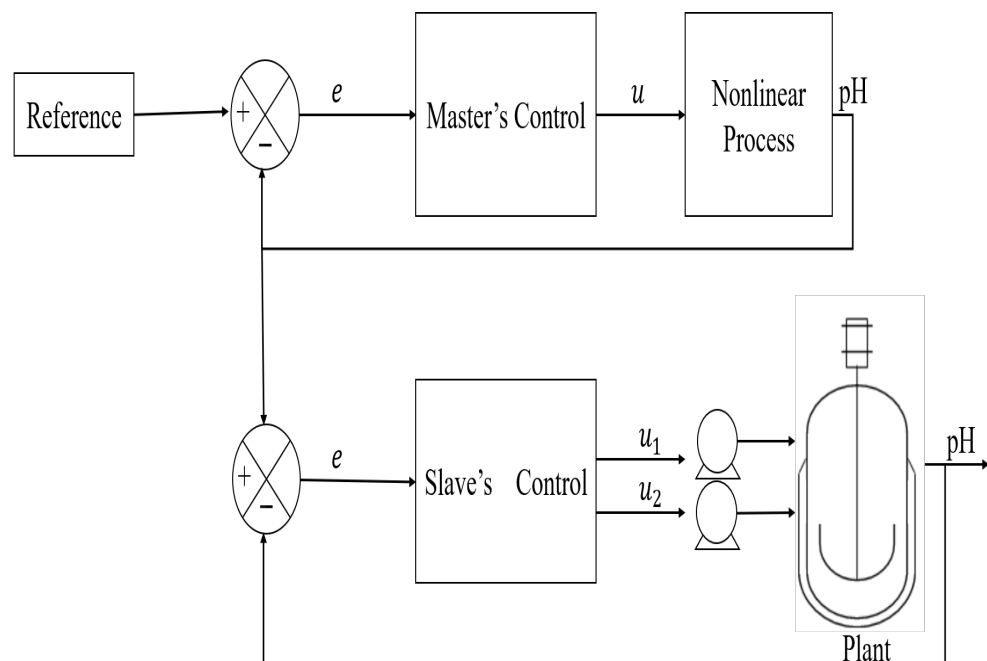 Reference
+
−
e
Master's Control
u
Nonlinear
Process
pH
+
−
e
Slave's Control
u₁
u₂
pH
Plant